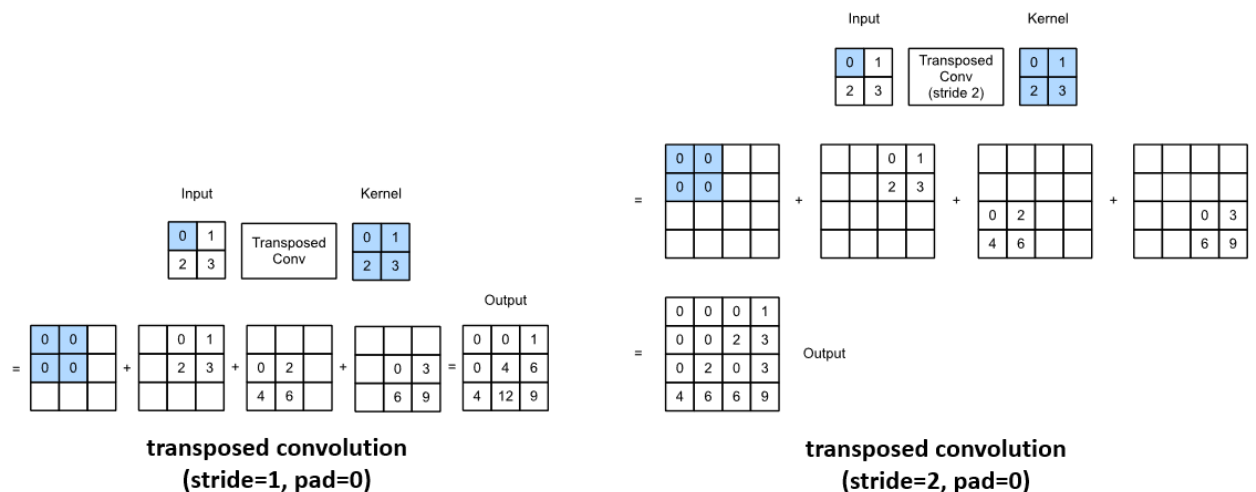 Input Kernel
0 1 Transposed 0 1
2 3 Conv 2 3
= 0 0 + 0 1 + + = 0 0 1
0 0 2 3 0 2 0 3 0 4 6
4 6 6 9 4 12 9
Output
transposed convolution
(stride=1, pad=0)
Input Kernel
0 1 Transposed 0 1
Conv
2 3 (stride 2) 2 3
0 0 0 1
0 0 2 3
= + + +
0 2 0 3
4 6 6 9
0 0 0 1
0 0 2 3
= Output
0 2 0 3
4 6 6 9
transposed convolution
(stride=2, pad=0)